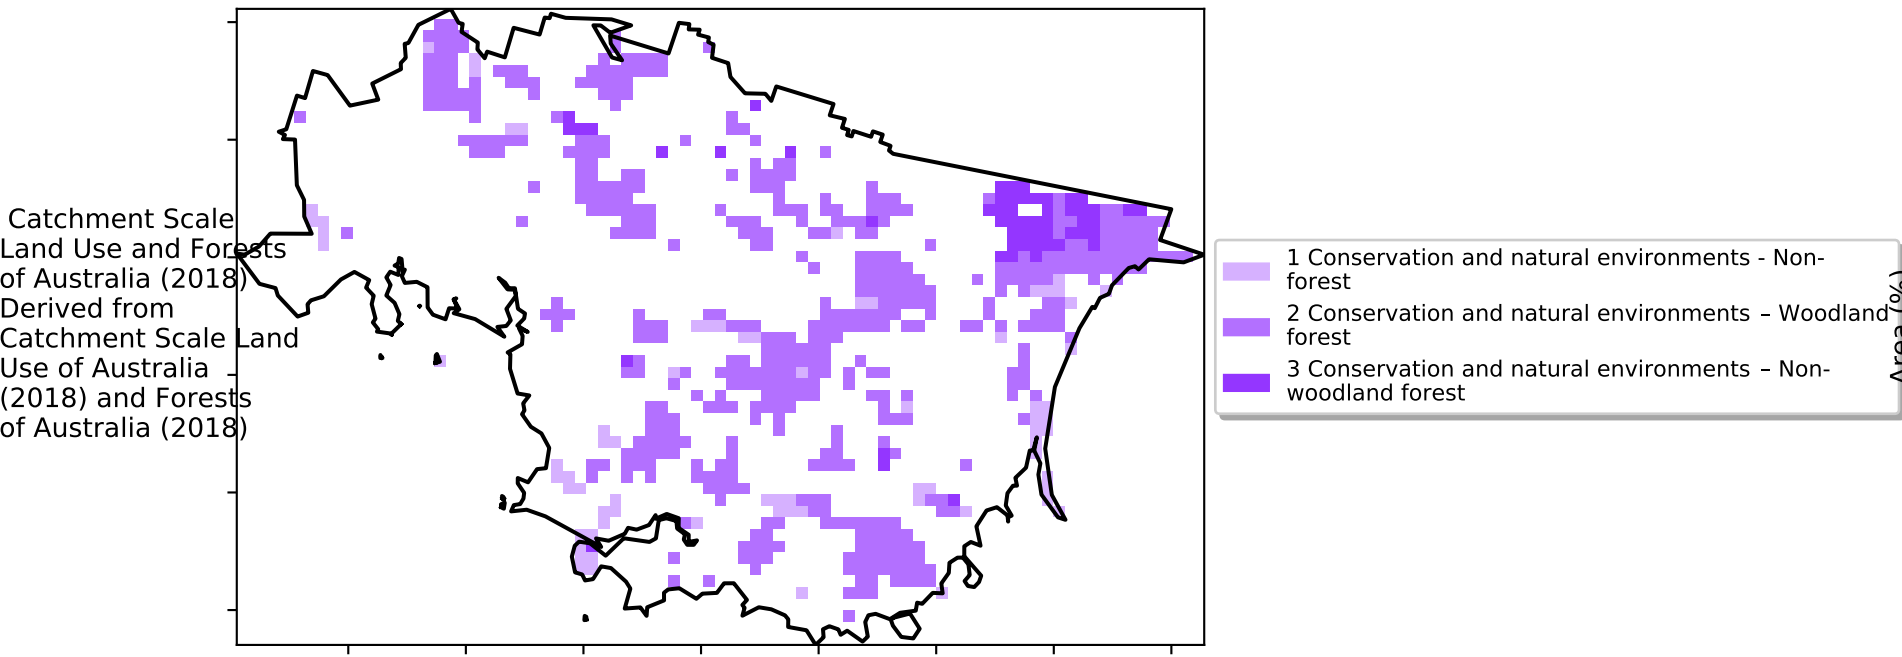 Catchment Scale
Land Use and Forests
of Australia (2018)
Derived from
Catchment Scale Land
Use of Australia
(2018) and Forests
of Australia (2018)
1 Conservation and natural environments - Non-
forest
2 Conservation and natural environments – Woodland
forest
3 Conservation and natural environments – Non-
woodland forest